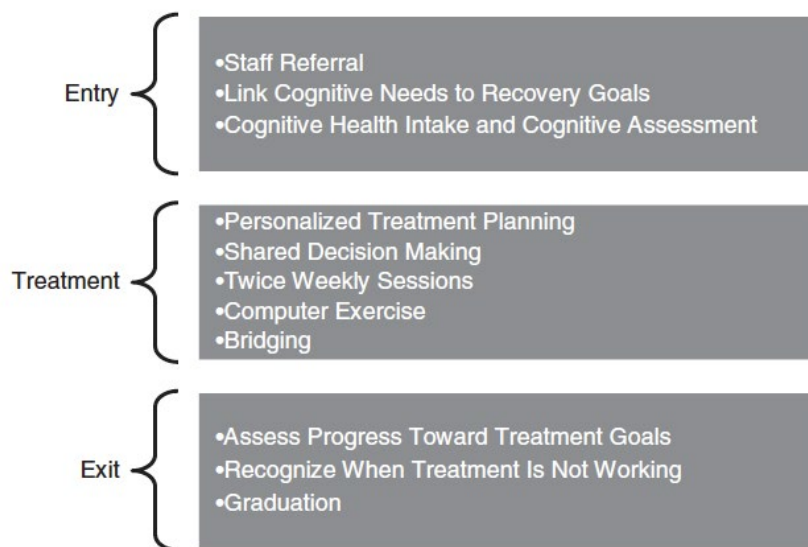 Entry
•Staff Referral
•Link Cognitive Needs to Recovery Goals
•Cognitive Health Intake and Cognitive Assessment
Treatment
•Personalized Treatment Planning
•Shared Decision Making
•Twice Weekly Sessions
•Computer Exercise
•Bridging
Exit
•Assess Progress Toward Treatment Goals
•Recognize When Treatment Is Not Working
•Graduation